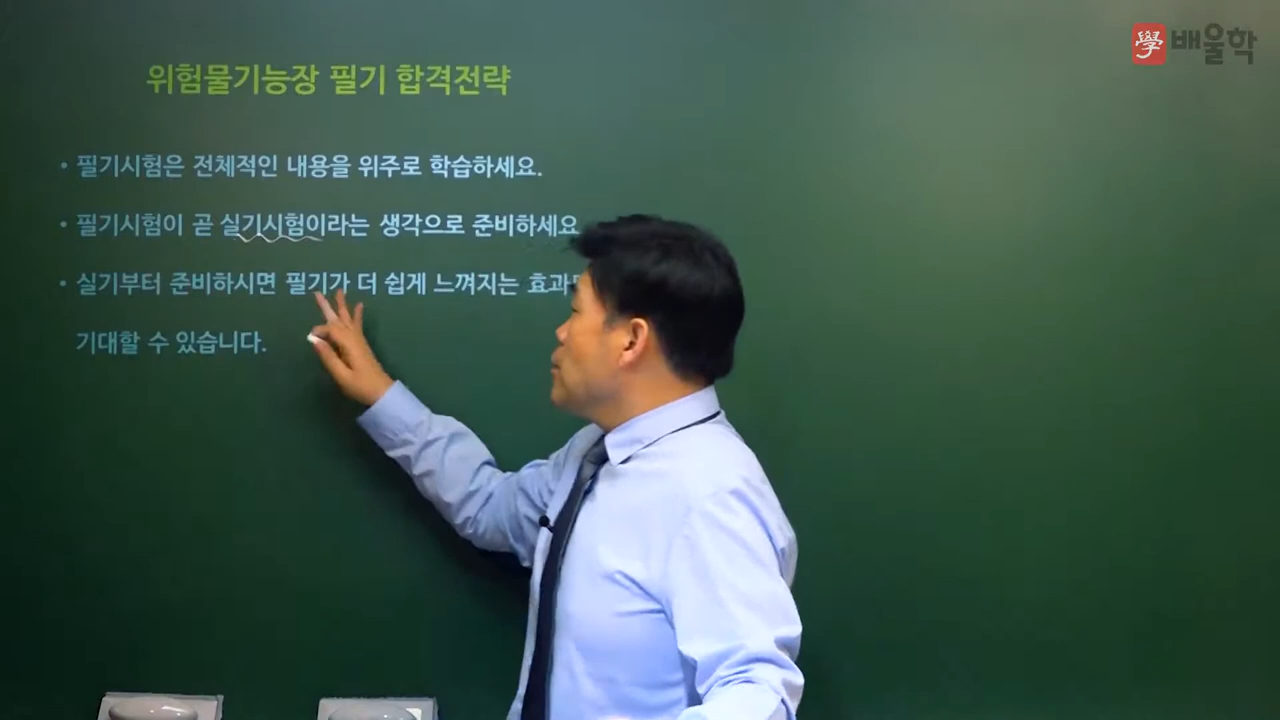 學 배울학
위험물기능장 필기 합격전략
• 필기시험은 전체적인 내용을 위주로 학습하세요.
• 필기시험이 곧 실기시험이라는 생각으로 준비하세요
• 실기부터 준비하시면 필기가 더 쉽게 느껴지는
기대할 수 있습니다.